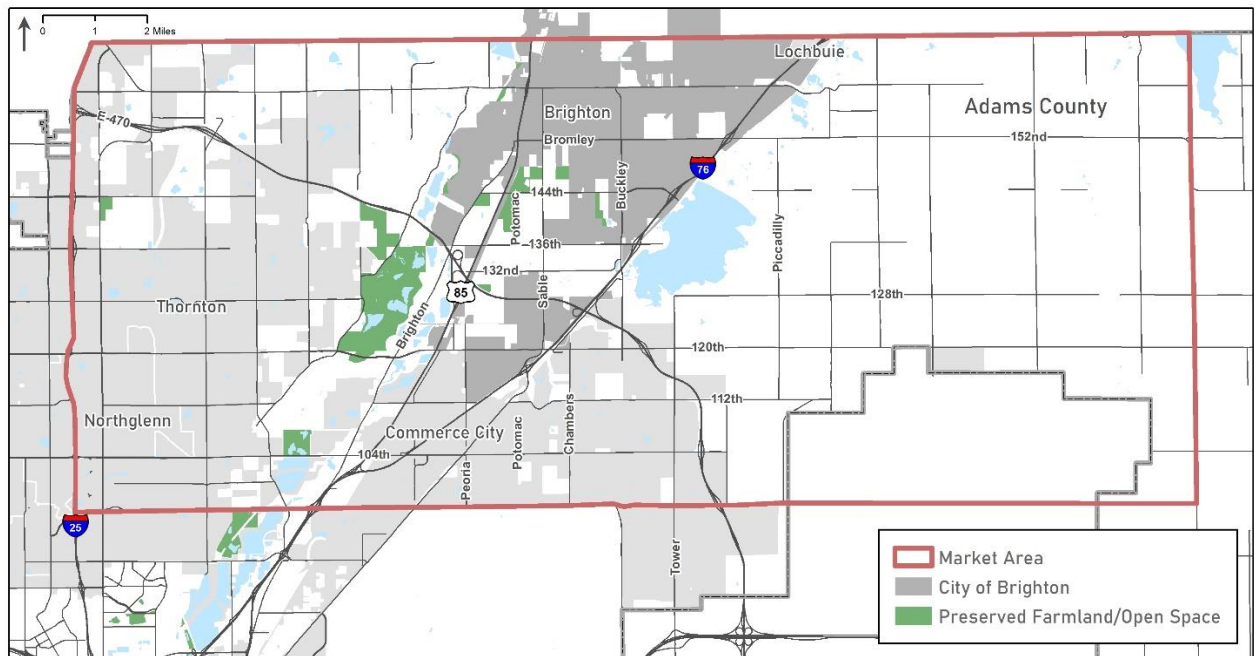 0 1 2 Miles
Lochbuie
E-470
Brighton
Adams County
Bromley
152nd
76
Buckley
144th
Potomac
136th
Piccadilly
132nd
85
Sable
128th
Thornton
Brighton
120th
112th
Northglenn
Commerce City
Potomac
Chambers
104th
Peoria
25
Tower
Market Area
City of Brighton
Preserved Farmland/Open Space